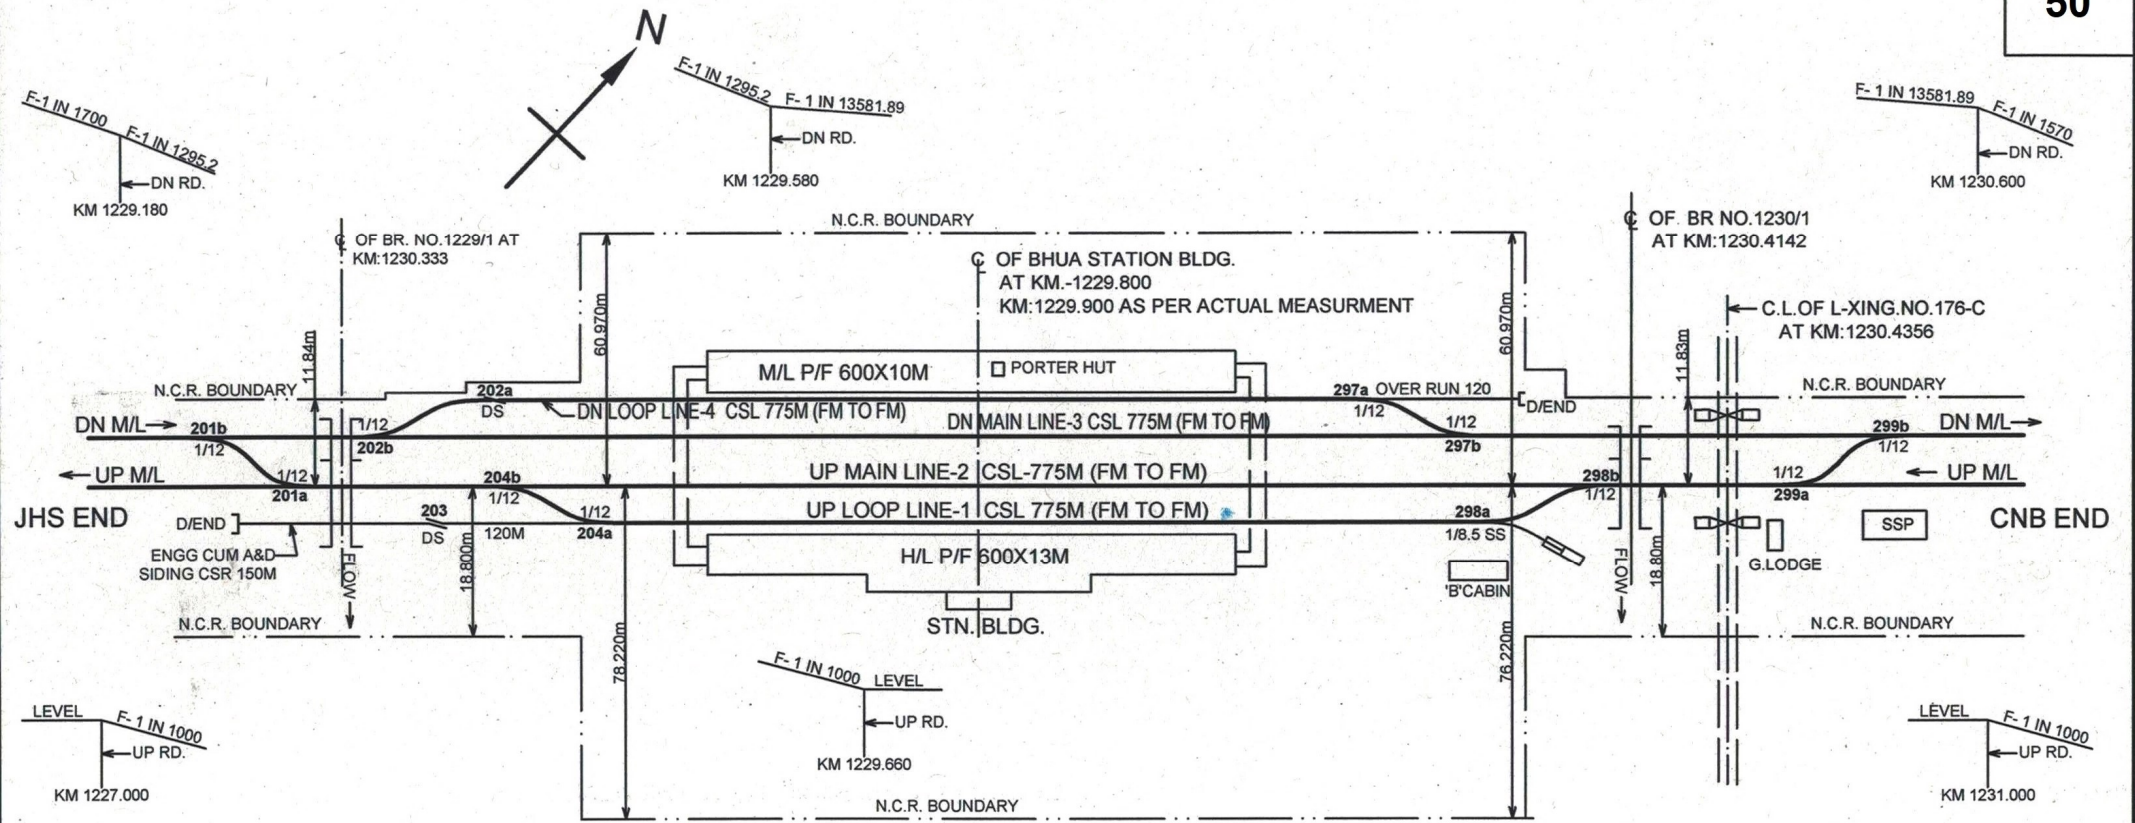 50
N
F-1 IN 1700
F-1 IN 1295.2
DN RD.
KM 1229.180
F-1 IN 1295.2
F- 1 IN 13581.89
DN RD.
KM 1229.580
F- 1 IN 13581.89
F-1 IN 1570
DN RD.
KM 1230.600
N.C.R. BOUNDARY
℄ OF BR. NO.1229/1 AT
KM:1230.333
℄ OF BHUA STATION BLDG.
AT KM.-1229.800
KM:1229.900 AS PER ACTUAL MEASURMENT
℄ OF. BR NO.1230/1
AT KM:1230.4142
C.L.OF L-XING.NO.176-C
AT KM:1230.4356
11.84m
60.970m
60.970m
11.83m
N.C.R. BOUNDARY
M/L P/F 600X10M
PORTER HUT
N.C.R. BOUNDARY
202a
DS
DN LOOP LINE-4 CSL 775M (FM TO FM)
297a OVER RUN 120
1/12
D/END
DN M/L
201b
1/12
1/12
202b
DN MAIN LINE-3 CSL 775M (FM TO FM)
1/12
297b
299b
1/12
DN M/L
UP M/L
1/12
201a
204b
1/12
UP MAIN LINE-2 CSL-775M (FM TO FM)
298b
1/12
1/12
299a
UP M/L
JHS END
D/END
203
DS
120M
1/12
204a
UP LOOP LINE-1 CSL 775M (FM TO FM)
298a
1/8.5 SS
SSP
CNB END
ENGG CUM A&D
SIDING CSR 150M
FLOW
18.800m
H/L P/F 600X13M
'B'CABIN
FLOW
18.80m
G.LODGE
N.C.R. BOUNDARY
STN. BLDG.
N.C.R. BOUNDARY
78.220m
76.220m
LEVEL
F- 1 IN 1000
UP RD.
KM 1227.000
F- 1 IN 1000
LEVEL
UP RD.
KM 1229.660
LEVEL
F- 1 IN 1000
UP RD.
KM 1231.000
N.C.R. BOUNDARY